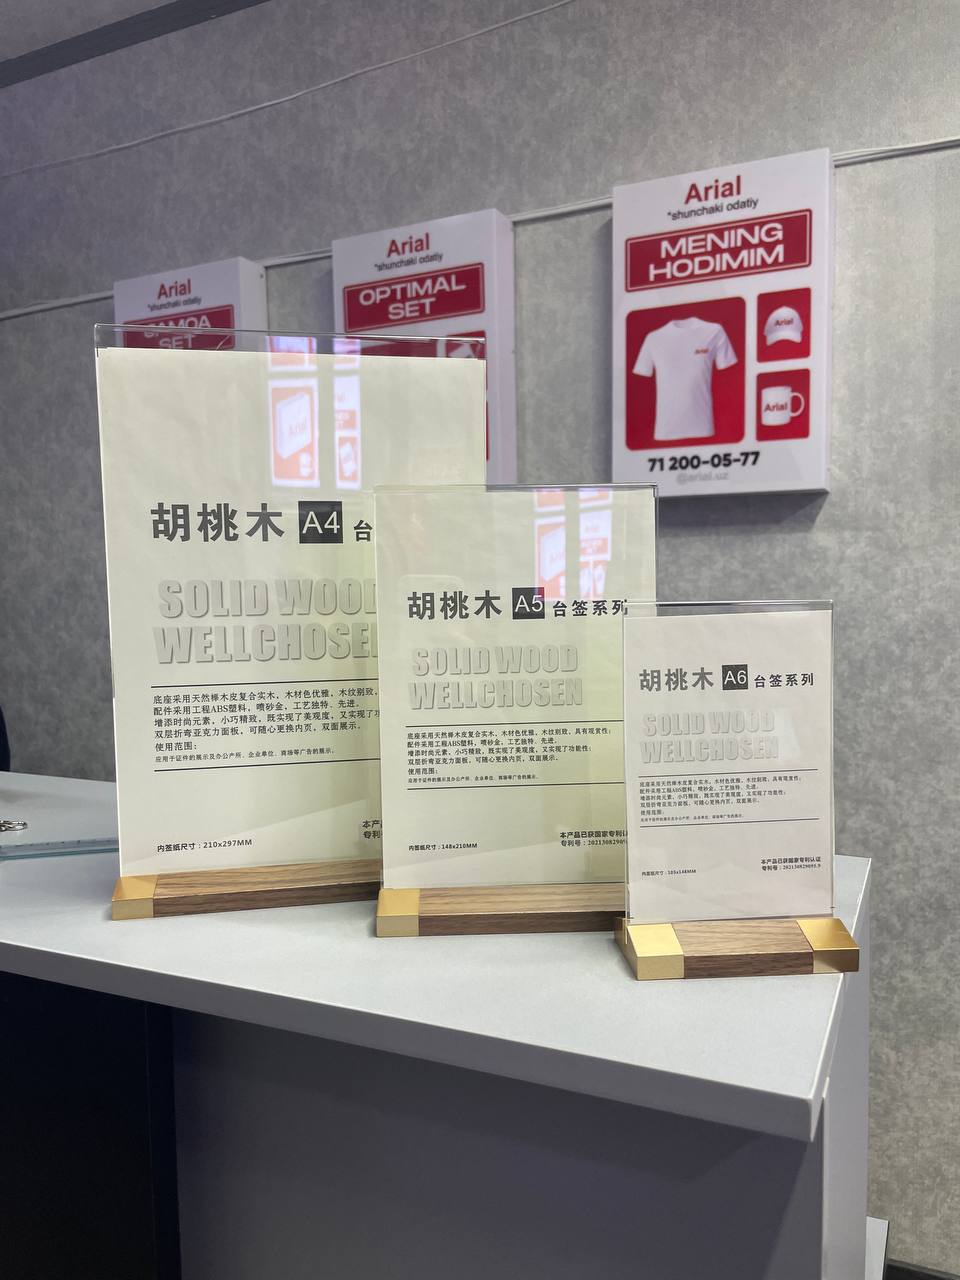 Arial
*shunchaki odatiy
SAMOA
SET
Arial
*shunchaki odatiy
OPTIMAL
SET
Arial
*shunchaki odatiy
MENING
HODIMIM
Arial
Arial
Arial
71 200-05-77
@arial.uz
胡桃木 A4 台
SOLID WOOD
WELLCHOSEN
底座采用天然榉木皮复合实木，木材色优雅，木纹别致，
配件采用工程ABS塑料，喷砂金，工艺独特、先进。
增添时尚元素，小巧精致，既实现了美观度，又实现了功
双层折弯亚克力面板，可随心更换内页，双面展示。
使用范围：
应用于证件的展示及办公户所、企业单位、商场等广告的展示。
本产品
专利号
内签纸尺寸：210x297MM
胡桃木 A5 台签系列
SOLID WOOD
WELLCHOSEN
底座采用天然榉木皮复合实木，木材色优雅，木纹别致，具有观赏性：
配件采用工程ABS塑料，喷砂金，工艺独特、先进。
增添时尚元素，小巧精致，既实现了美观度，又实现了功能性：
双层折弯亚克力面板，可随心更换内页，双面展示。
使用范围：
应用于证件的展示及办公户所、企业单位、商场等广告的展示。
本产品已获国家专利认
专利号：2021308290
内签纸尺寸：148x210MM
胡桃木 A6 台签系列
SOLID WOOD
WELLCHOSEN
底座采用天然榉木皮复合实木，木材色优雅，木纹别致，具有观赏性：
配件采用工程ABS塑料，喷砂金，工艺独特、先进。
增添时尚元素，小巧精致，既实现了美观度，又实现了功能性：
双层折弯亚克力面板，可随心更换内页，双面展示。
使用范围：
应用于证件的展示及办公户所、企业单位、商场等广告的展示。
本产品已获国家专利认证
专利号：202130829091.9
内签纸尺寸：105x148MM